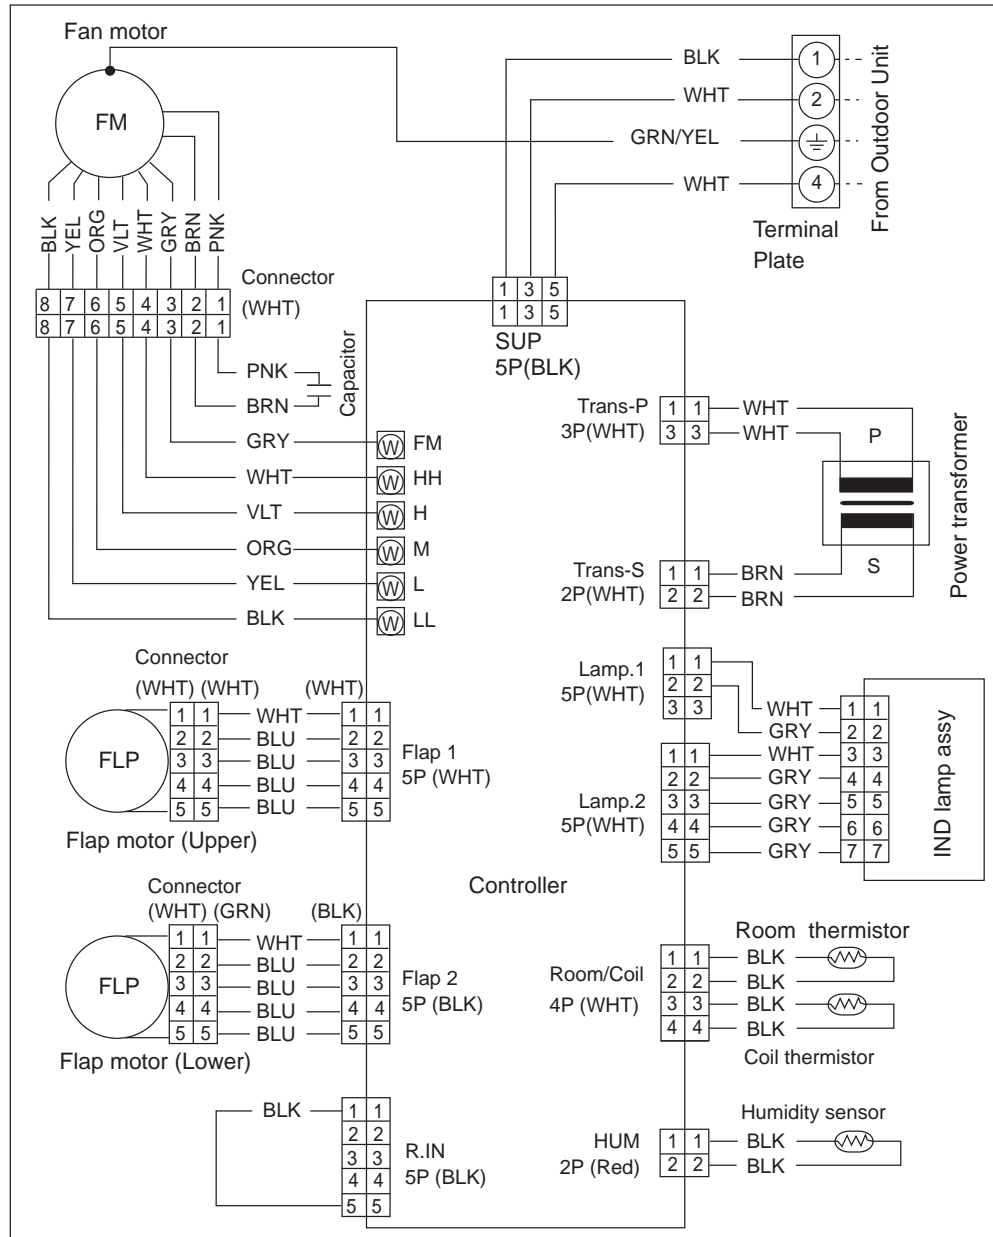 Fan motor
FM
BLK
YEL
ORG
VLT
WHT
GRY
BRN
PNK
Connector
(WHT)
8 7 6 5 4 3 2 1
8 7 6 5 4 3 2 1
PNK
BRN
Capacitor
GRY W FM
WHT W HH
VLT W H
ORG W M
YEL W L
BLK W LL
BLK 1
WHT 2
GRN/YEL
WHT 4
From Outdoor Unit
Terminal
Plate
1 3 5
1 3 5
SUP
5P(BLK)
Trans-P
3P(WHT)
1 1 WHT
3 3 WHT
P
S
Power transformer
Trans-S
2P(WHT)
1 1 BRN
2 2 BRN
Lamp.1
5P(WHT)
1 1
2 2
3 3
Lamp.2
5P(WHT)
1 1
2 2
3 3
4 4
5 5
WHT 1 1
GRY 2 2
WHT 3 3
GRY 4 4
GRY 5 5
GRY 6 6
GRY 7 7
IND lamp assy
Connector
(WHT) (WHT) (WHT)
FLP
1 1 WHT 1 1
2 2 BLU 2 2
3 3 BLU 3 3
4 4 BLU 4 4
5 5 BLU 5 5
Flap 1
5P (WHT)
Flap motor (Upper)
Controller
Connector
(WHT) (GRN) (BLK)
FLP
1 1 WHT 1 1
2 2 BLU 2 2
3 3 BLU 3 3
4 4 BLU 4 4
5 5 BLU 5 5
Flap 2
5P (BLK)
Flap motor (Lower)
Room thermistor
Room/Coil
4P (WHT)
1 1 BLK
2 2 BLK
3 3 BLK
4 4 BLK
Coil thermistor
BLK 1 1
2 2
3 3
4 4
5 5
R.IN
5P (BLK)
Humidity sensor
HUM
2P (Red)
1 1 BLK
2 2 BLK